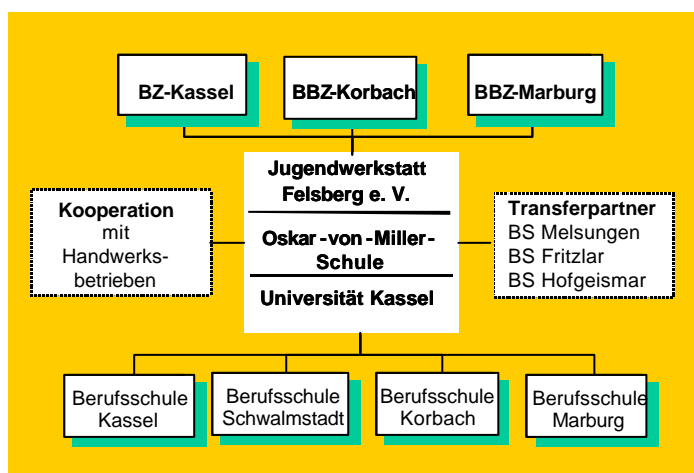 BZ-Kassel
BBZ-Korbach
BBZ-Marburg
Jugendwerkstatt
Felsberg e. V.
Oskar-von-Miller-
Schule
Universität Kassel
Kooperation
mit
Handwerks-
betrieben
Transferpartner
BS Melsungen
BS Fritzlar
BS Hofgeismar
Berufsschule
Kassel
Berufsschule
Schwalmstadt
Berufsschule
Korbach
Berufsschule
Marburg